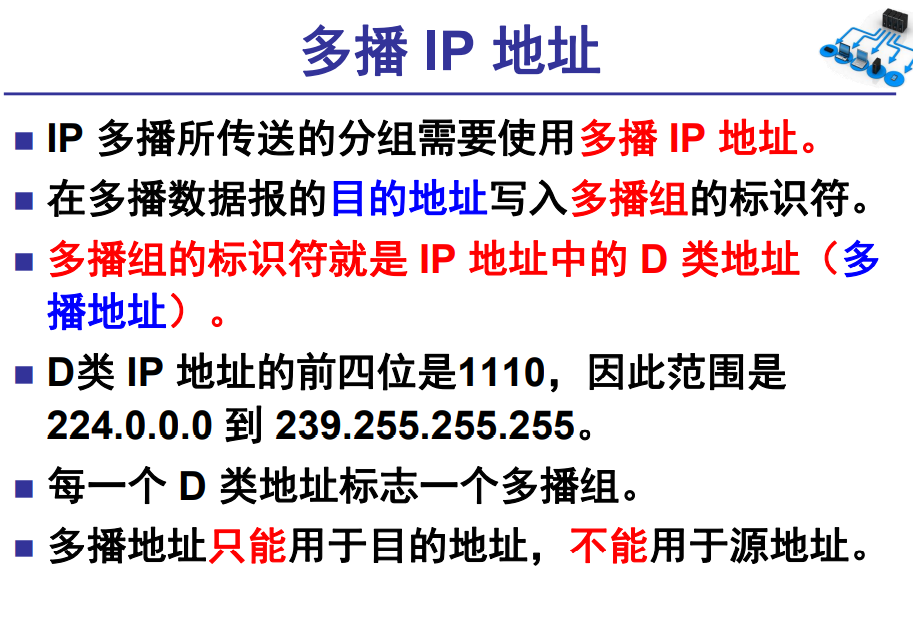 多播 IP 地址
IP 多播所传送的分组需要使用多播 IP 地址。
在多播数据报的目的地址写入多播组的标识符。
多播组的标识符就是 IP 地址中的 D 类地址（多
播地址）。
D类 IP 地址的前四位是1110，因此范围是
224.0.0.0 到 239.255.255.255。
每一个 D 类地址标志一个多播组。
多播地址只能用于目的地址，不能用于源地址。